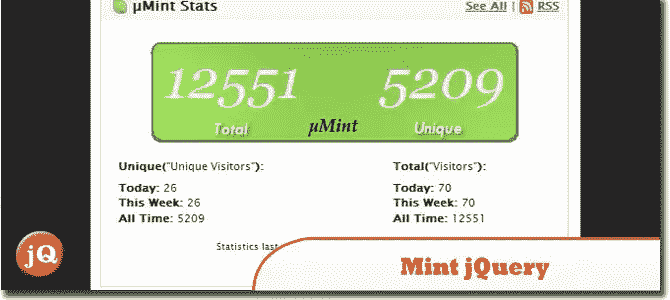 µMint Stats
See All | RSS
12551 5209
Total µMint Unique
Unique("Unique Visitors"):
Today: 26
This Week: 26
All Time: 5209
Total("Visitors"):
Today: 70
This Week: 70
All Time: 12551
Statistics last
jQ
Mint jQuery